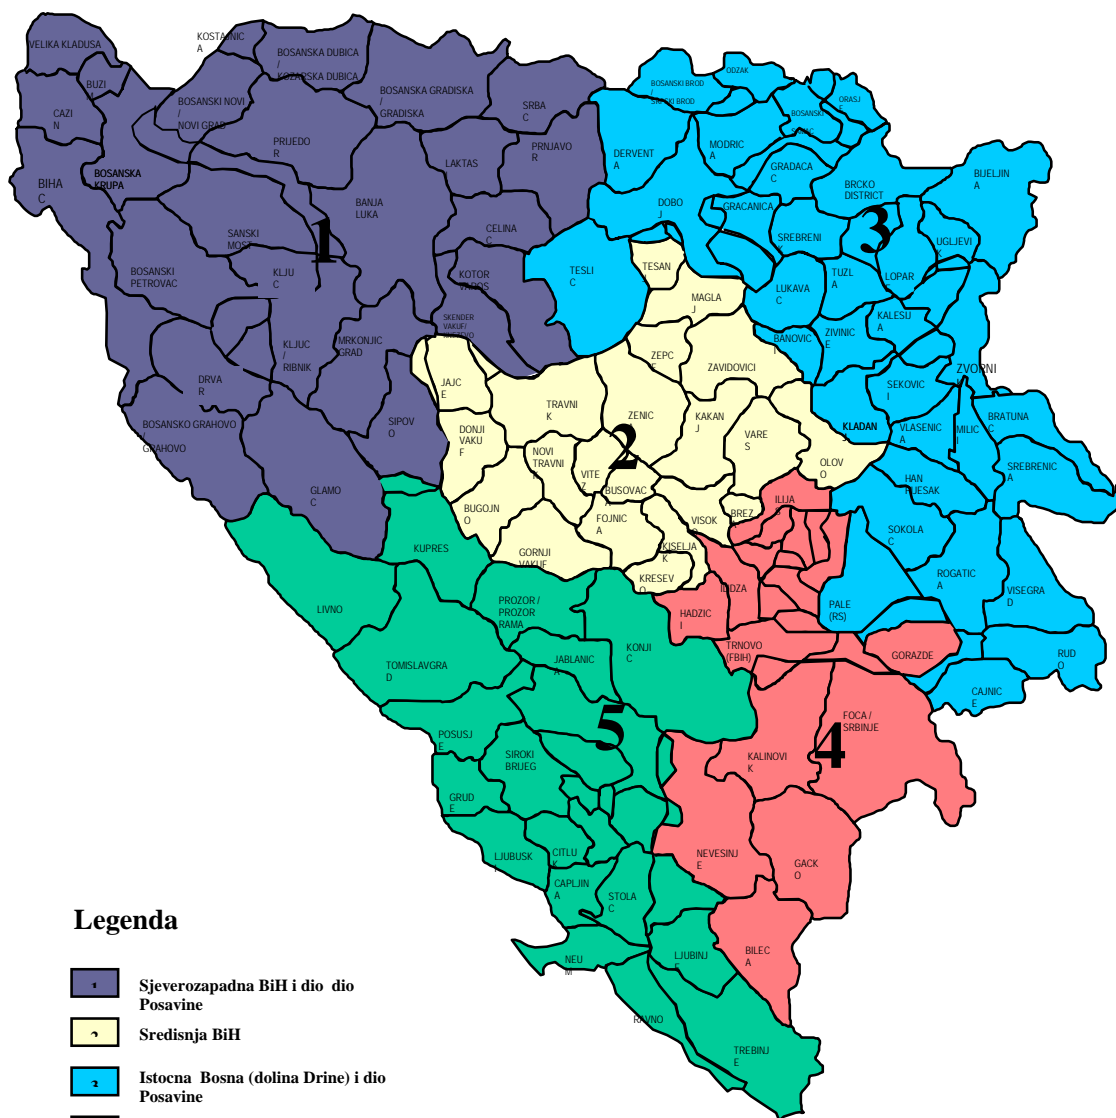 VELIKA KLADUSA
KOSTAJNIC
A
BOSANSKA DUBICA
/
KOZARSKA DUBICA
BUZI
M
CAZI
N
BOSANSKI NOVI
/
NOVI GRAD
BOSANSKA GRADISKA
/
GRADISKA
SRBA
C
PRIJEDO
R
LAKTAS
PRNJAVO
R
BIHA
C
BOSANSKA
KRUPA
BANJA
LUKA
CELINA
C
SANSKI
MOST
1
BOSANSKI
PETROVAC
KLJU
C
KOTOR
VAROS
SKENDER
VAKUF/
KNEZEVO
KLJUC
/
RIBNIK
MRKONJIC
GRAD
DRVA
R
SIPOV
O
BOSANSKO GRAHOVO
/
GRAHOVO
GLAMO
C
BOSANSKI BROD
/
SRPSKI BROD
ODZAK
ORASJ
E
BOSANSKI
SAMAC
DERVENT
A
MODRIC
A
GRADACA
C
BRCKO
DISTRICT
BIJELJIN
A
DOBO
J
GRACANICA
SREBRENI
K
3
UGLJEVI
K
TESLI
C
LUKAVA
C
TUZL
A
LOPAR
E
KALESIJ
A
BANOVIC
I
ZIVINIC
E
ZVORNI
K
SEKOVIC
I
KLADAN
J
VLASENIC
A
MILIC
I
BRATUNA
C
SREBRENIC
A
HAN
PIJESAK
SOKOLA
C
ROGATIC
A
VISEGRA
D
PALE
(RS)
RUD
O
CAJNIC
E
TESAN
J
MAGLA
J
ZEPC
E
ZAVIDOVICI
JAJC
E
TRAVNI
K
ZENIC
A
KAKAN
J
VARE
S
DONJI
VAKU
F
NOVI
TRAVNI
K
2
VITE
Z
BUSOVAC
A
OLOV
O
BUGOJN
O
FOJNIC
A
VISOK
O
BREZ
A
GORNJI
VAKUF
KISELJA
K
KRESEV
O
ILIJA
S
ILIDZA
HADZIC
I
TRNOVO
(FBIH)
GORAZDE
FOCA /
SRBINJE
4
KALINOVI
K
NEVESINJ
E
GACK
O
BILEC
A
KUPRES
LIVNO
PROZOR /
PROZOR
RAMA
KONJI
C
TOMISLAVGRA
D
JABLANIC
A
5
POSUSJ
E
SIROKI
BRIJEG
GRUD
E
LJUBUSK
I
CITLU
K
CAPLJIN
A
STOLA
C
NEU
M
LJUBINJ
E
RAVNO
TREBINJ
E
Legenda
1 Sjeverozapadna BiH i dio dio
Posavine
2 Sredisnja BiH
3 Istocna Bosna (dolina Drine) i dio
Posavine